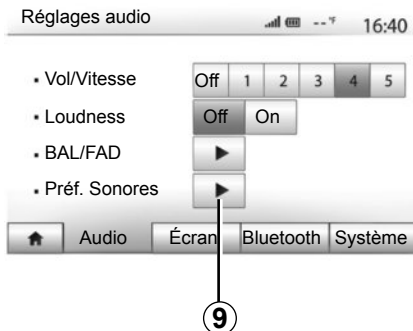 Réglages audio -- °F 16:40
Vol/Vitesse Off 1 2 3 4 5
Loudness Off On
BAL/FAD
Préf. Sonores
Audio Écran Bluetooth Système
9